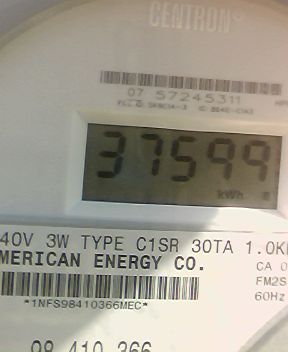 CENTRON®
07 57245311
37599
kWh
40V 3W TYPE C1SR 30TA 1.0K
MERICAN ENERGY CO.
CA 0
FM2S
60Hz
*1NFS98410366MEC*
98 410 366